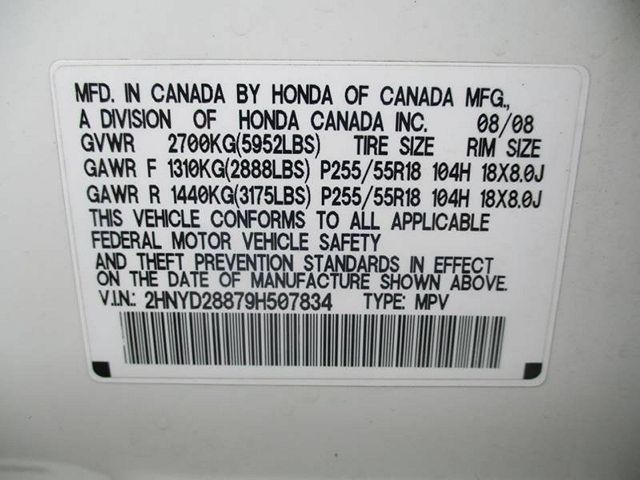 MFD. IN CANADA BY HONDA OF CANADA MFG.,
A DIVISION OF HONDA CANADA INC. 08/08
GVWR 2700KG(5952LBS) TIRE SIZE RIM SIZE
GAWR F 1310KG(2888LBS) P255/55R18 104H 18X8.0J
GAWR R 1440KG(3175LBS) P255/55R18 104H 18X8.0J
THIS VEHICLE CONFORMS TO ALL APPLICABLE
FEDERAL MOTOR VEHICLE SAFETY
AND THEFT PREVENTION STANDARDS IN EFFECT
ON THE DATE OF MANUFACTURE SHOWN ABOVE.
V.I.N.: 2HNYD28879H507834 TYPE: MPV